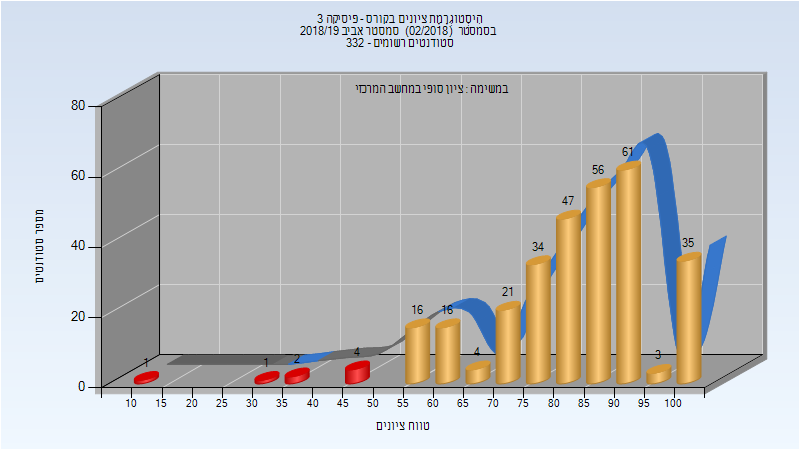 היסטוגרמת ציונים בקורס - פיסיקה 3
בסמסטר (02/2018) סמסטר אביב 2018/19
סטודנטים רשומים - 332
במשימה : ציון סופי במחשב המרכזי
מספר סטודנטים
80
60
40
20
0
1
1
2
4
16
16
4
21
34
47
56
61
3
35
10 15 20 25 30 35 40 45 50 55 60 65 70 75 80 85 90 95 100
טווח ציונים